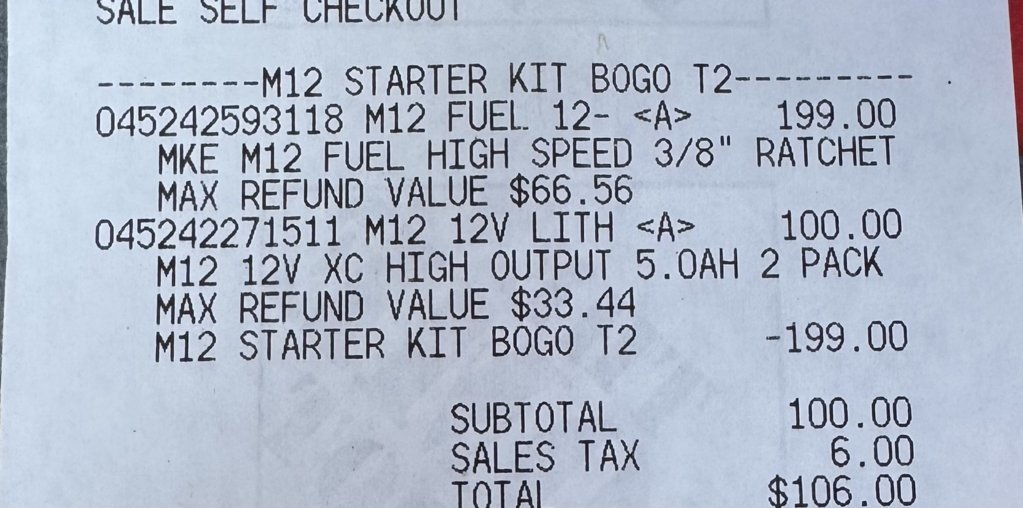 SALE SELF CHECKOUT
--------M12 STARTER KIT BOGO T2---------
045242593118 M12 FUEL 12- <A> 199.00
MKE M12 FUEL HIGH SPEED 3/8" RATCHET
MAX REFUND VALUE $66.56
045242271511 M12 12V LITH <A> 100.00
M12 12V XC HIGH OUTPUT 5.0AH 2 PACK
MAX REFUND VALUE $33.44
M12 STARTER KIT BOGO T2 -199.00
SUBTOTAL 100.00
SALES TAX 6.00
TOTAL $106.00